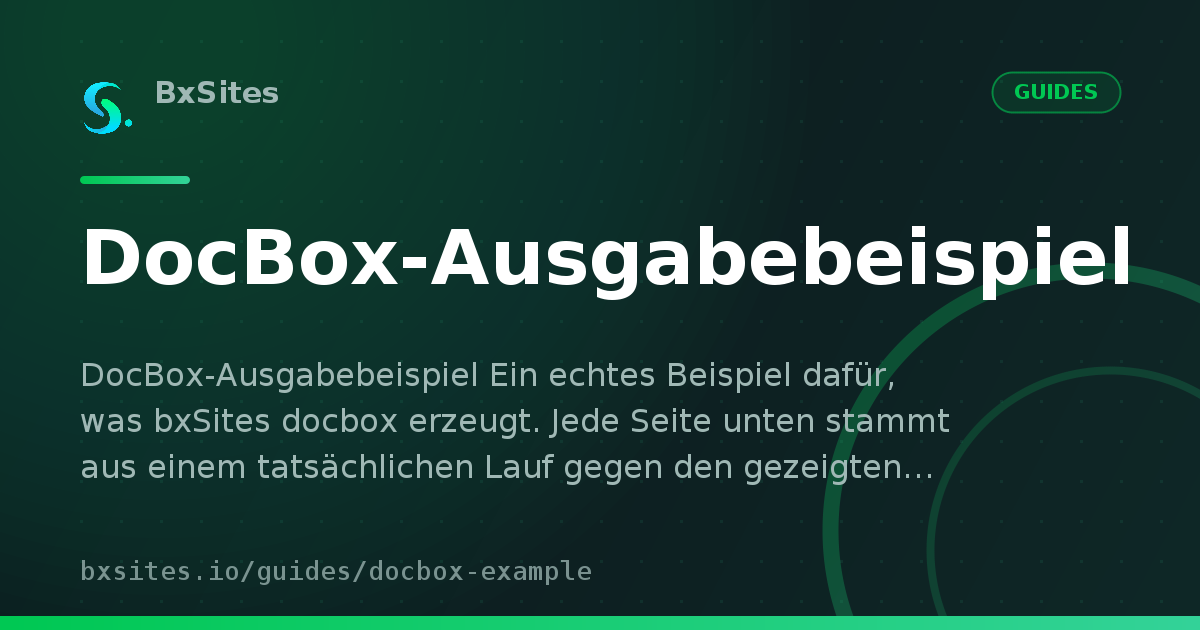 BxSites
GUIDES
DocBox-Ausgabebeispiel
DocBox-Ausgabebeispiel Ein echtes Beispiel dafür,
was bxSites docbox erzeugt. Jede Seite unten stammt
aus einem tatsächlichen Lauf gegen den gezeigten…
bxsites.io/guides/docbox-example